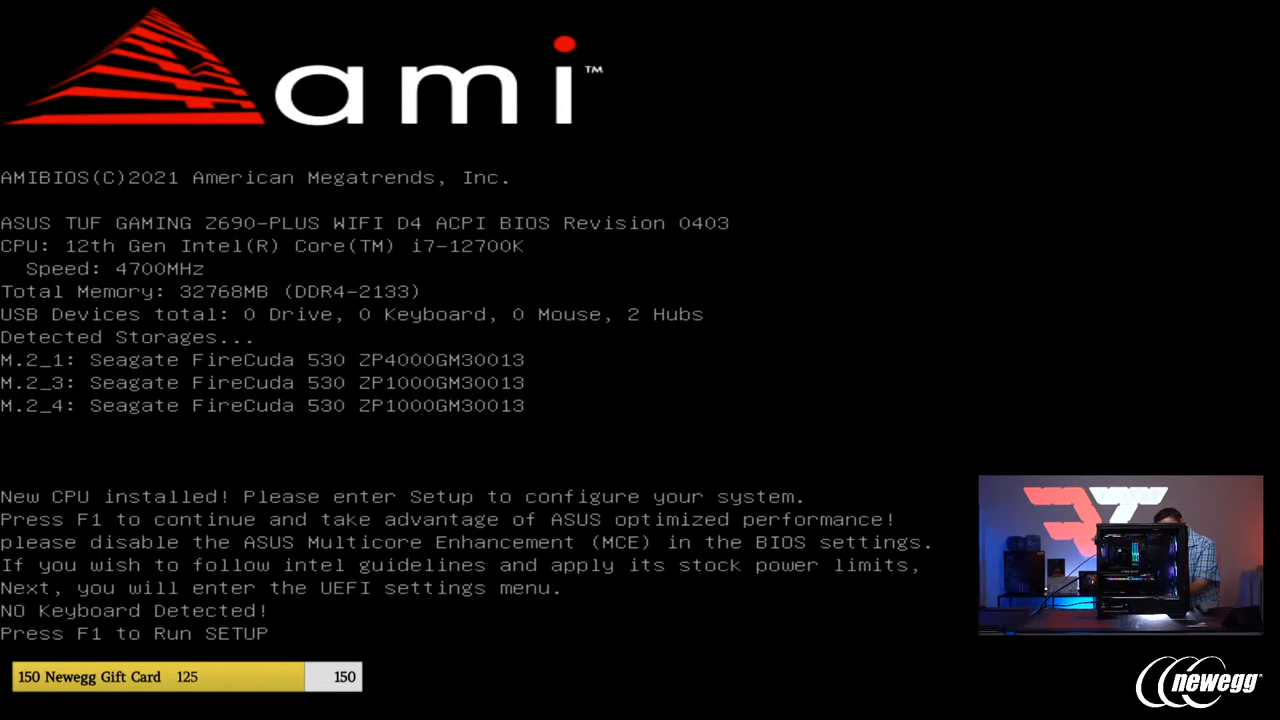 ami™
AMIBIOS(C)2021 American Megatrends, Inc.
ASUS TUF GAMING Z690-PLUS WIFI D4 ACPI BIOS Revision 0403
CPU: 12th Gen Intel(R) Core(TM) i7-12700K
Speed: 4700MHz
Total Memory: 32768MB (DDR4-2133)
USB Devices total: 0 Drive, 0 Keyboard, 0 Mouse, 2 Hubs
Detected Storages...
M.2_1: Seagate FireCuda 530 ZP4000GM30013
M.2_3: Seagate FireCuda 530 ZP1000GM30013
M.2_4: Seagate FireCuda 530 ZP1000GM30013
New CPU installed! Please enter Setup to configure your system.
Press F1 to continue and take advantage of ASUS optimized performance!
please disable the ASUS Multicore Enhancement (MCE) in the BIOS settings.
If you wish to follow intel guidelines and apply its stock power limits,
Next, you will enter the UEFI settings menu.
NO Keyboard Detected!
Press F1 to Run SETUP
150 Newegg Gift Card 125 150
newegg®